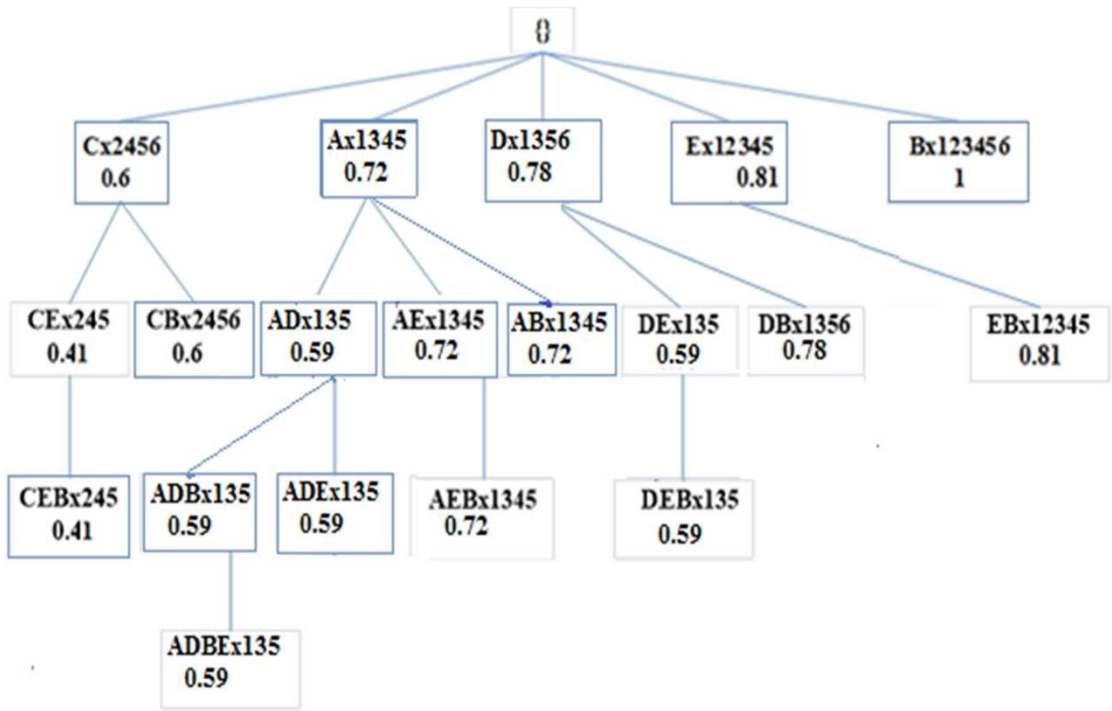 {}
Cx2456
0.6
Ax1345
0.72
Dx1356
0.78
Ex12345
0.81
Bx123456
1
CEx245
0.41
CBx2456
0.6
ADx135
0.59
AEx1345
0.72
ABx1345
0.72
DEx135
0.59
DBx1356
0.78
EBx12345
0.81
CEBx245
0.41
ADBx135
0.59
ADEx135
0.59
AEBx1345
0.72
DEBx135
0.59
ADBEx135
0.59